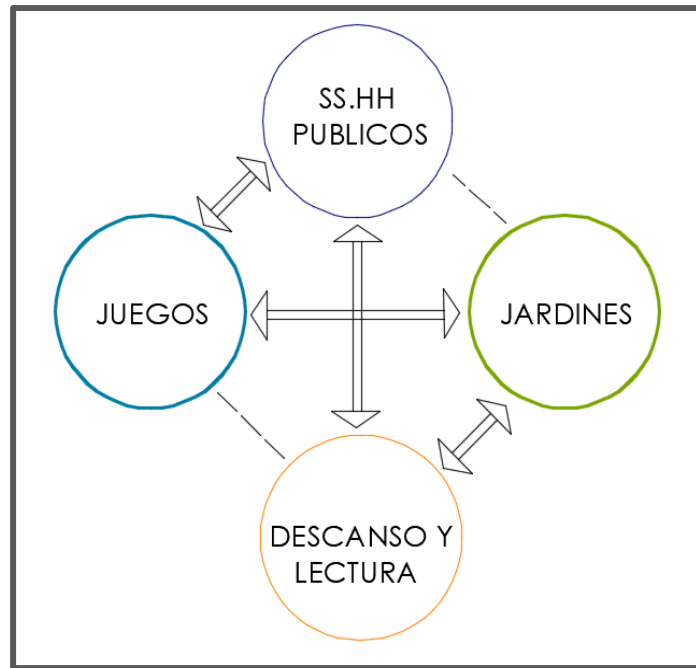 SS.HH
PUBLICOS
JUEGOS
JARDINES
DESCANSO Y
LECTURA